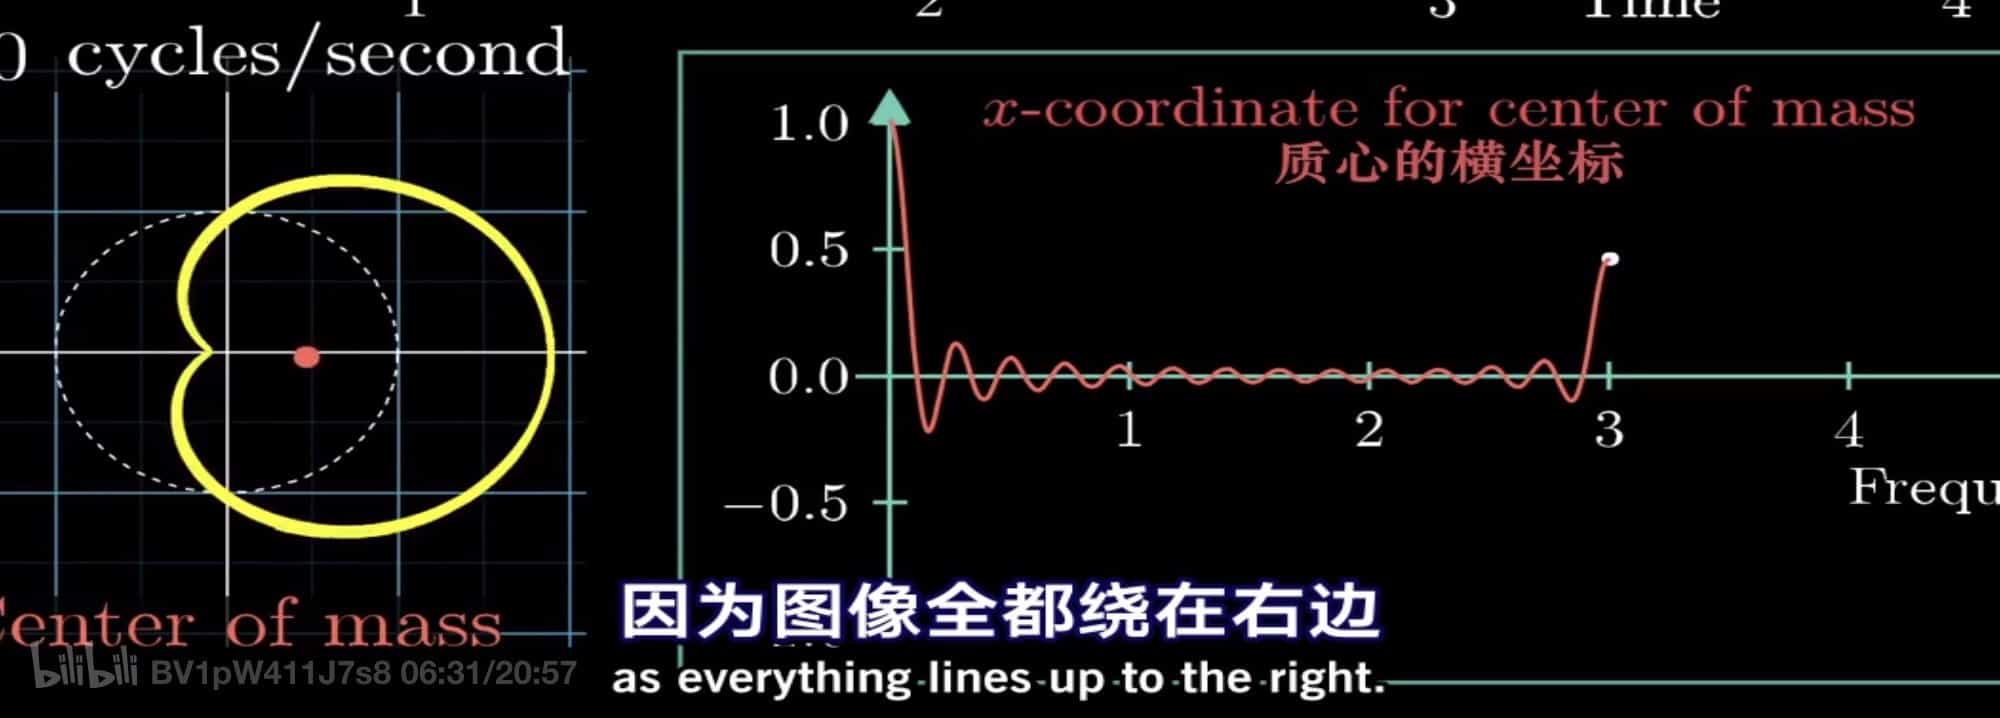 2 3 Time 4
0 cycles/second
x-coordinate for center of mass
质心的横坐标
1.0
0.5
0.0
-0.5
1 2 3 4
Frequ
Center of mass
因为图像全都绕在右边
as everything lines up to the right.
bilibili BV1pW411J7s8 06:31/20:57